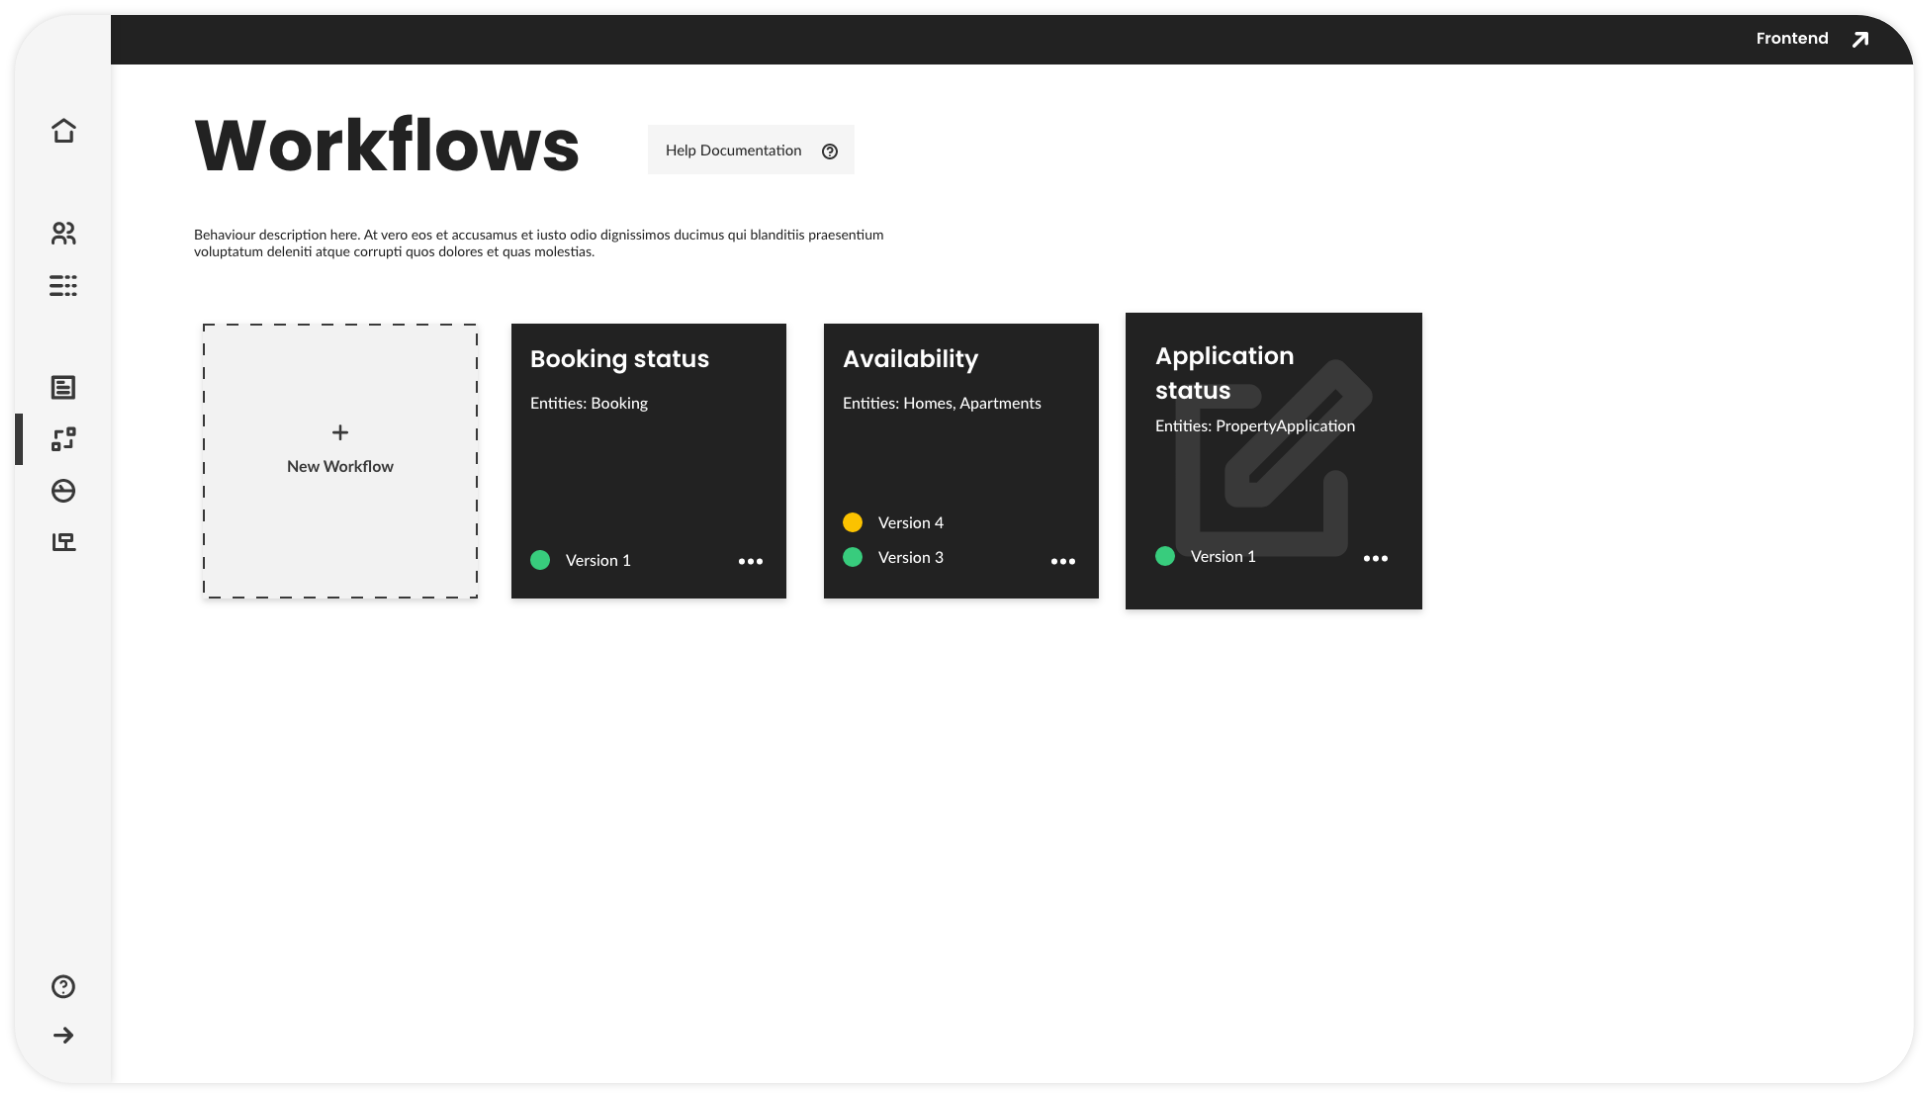 Frontend
Workflows
Help Documentation
Behaviour description here. At vero eos et accusamus et iusto odio dignissimos ducimus qui blanditiis praesentium
voluptatum deleniti atque corrupti quos dolores et quas molestias.
New Workflow
Booking status
Entities: Booking
Version 1
Availability
Entities: Homes, Apartments
Version 4
Version 3
Application
status
Entities: PropertyApplication
Version 1